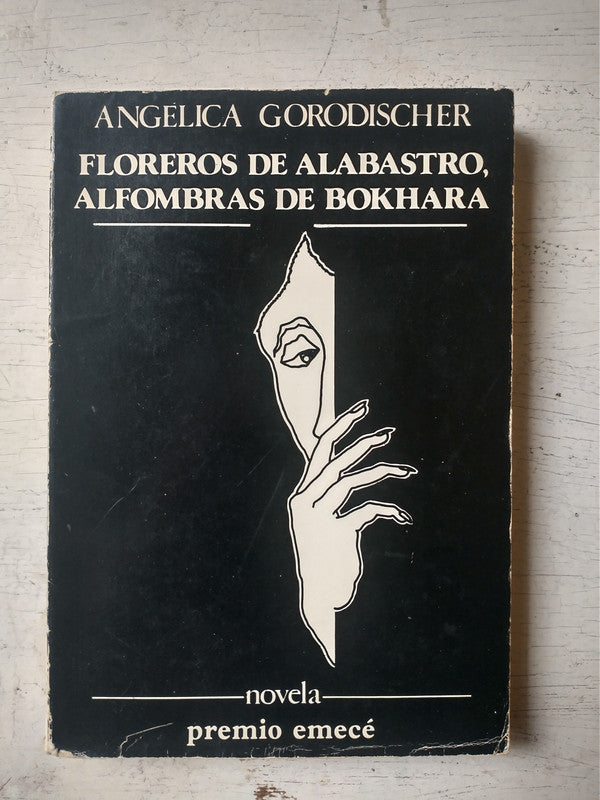 ANGÉLICA GORODISCHER
FLOREROS DE ALABASTRO,
ALFOMBRAS DE BOKHARA
novela
premio emecé